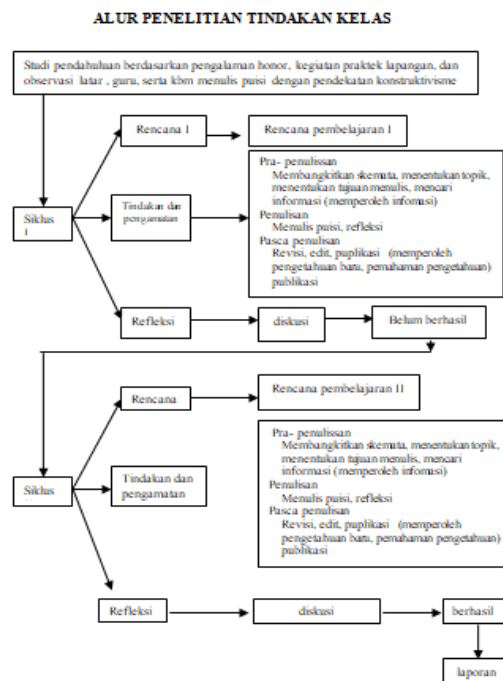 ALUR PENELITIAN TINDAKAN KELAS
Studi pendahuluan berdasarkan pengalaman honor, kegiatan praktek lapangan, dan
observasi latar , guru, serta kbm menulis puisi dengan pendekatan konstruktivisme
Rencana I
Rencana pembelajaran I
Siklus
I
Tindakan dan
pengamatan
Pra- penulissan
Membangkitkan skemata, menentukan topik,
menentukan tujuan menulis, mencari
informasi (memperoleh infomasi)
Penulisan
Menulis puisi, refleksi
Pasca penulisan
Revisi, edit, puplikasi (memperoleh
pengetahuan baru, pemahaman pengetahuan)
publikasi
Refleksi
diskusi
Belum berhasil
Rencana
Rencana pembelajaran II
Siklus
Tindakan dan
pengamatan
Pra- penulissan
Membangkitkan skemata, menentukan topik,
menentukan tujuan menulis, mencari
informasi (memperoleh infomasi)
Penulisan
Menulis puisi, refleksi
Pasca penulisan
Revisi, edit, puplikasi (memperoleh
pengetahuan baru, pemahaman pengetahuan)
publikasi
Refleksi
diskusi
berhasil
laporan